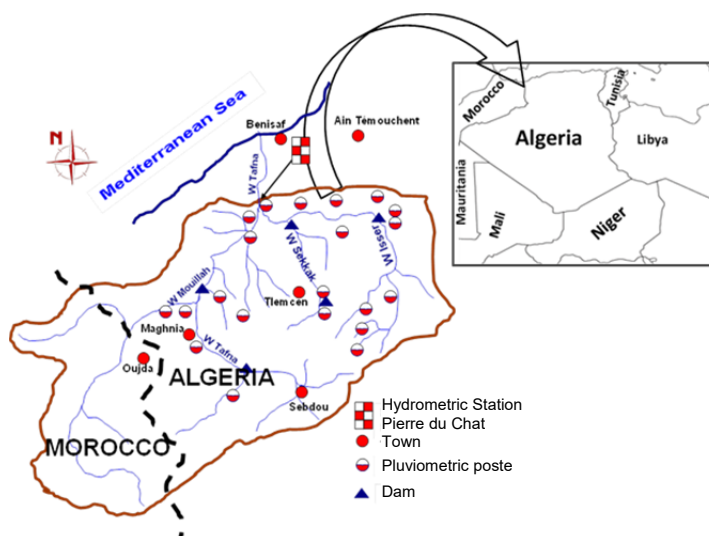 N
Mediterranean Sea
Benisaf
Ain Témouchent
W Tafna
W Isser
W Sekkak
W Mouillah
Tlemcen
Maghnia
W Tafna
Oujda
ALGERIA
Sebdou
MOROCCO
Morocco
Tunisia
Algeria
Libya
Mauritania
Mali
Niger
Hydrometric Station
Pierre du Chat
Town
Pluviometric poste
Dam